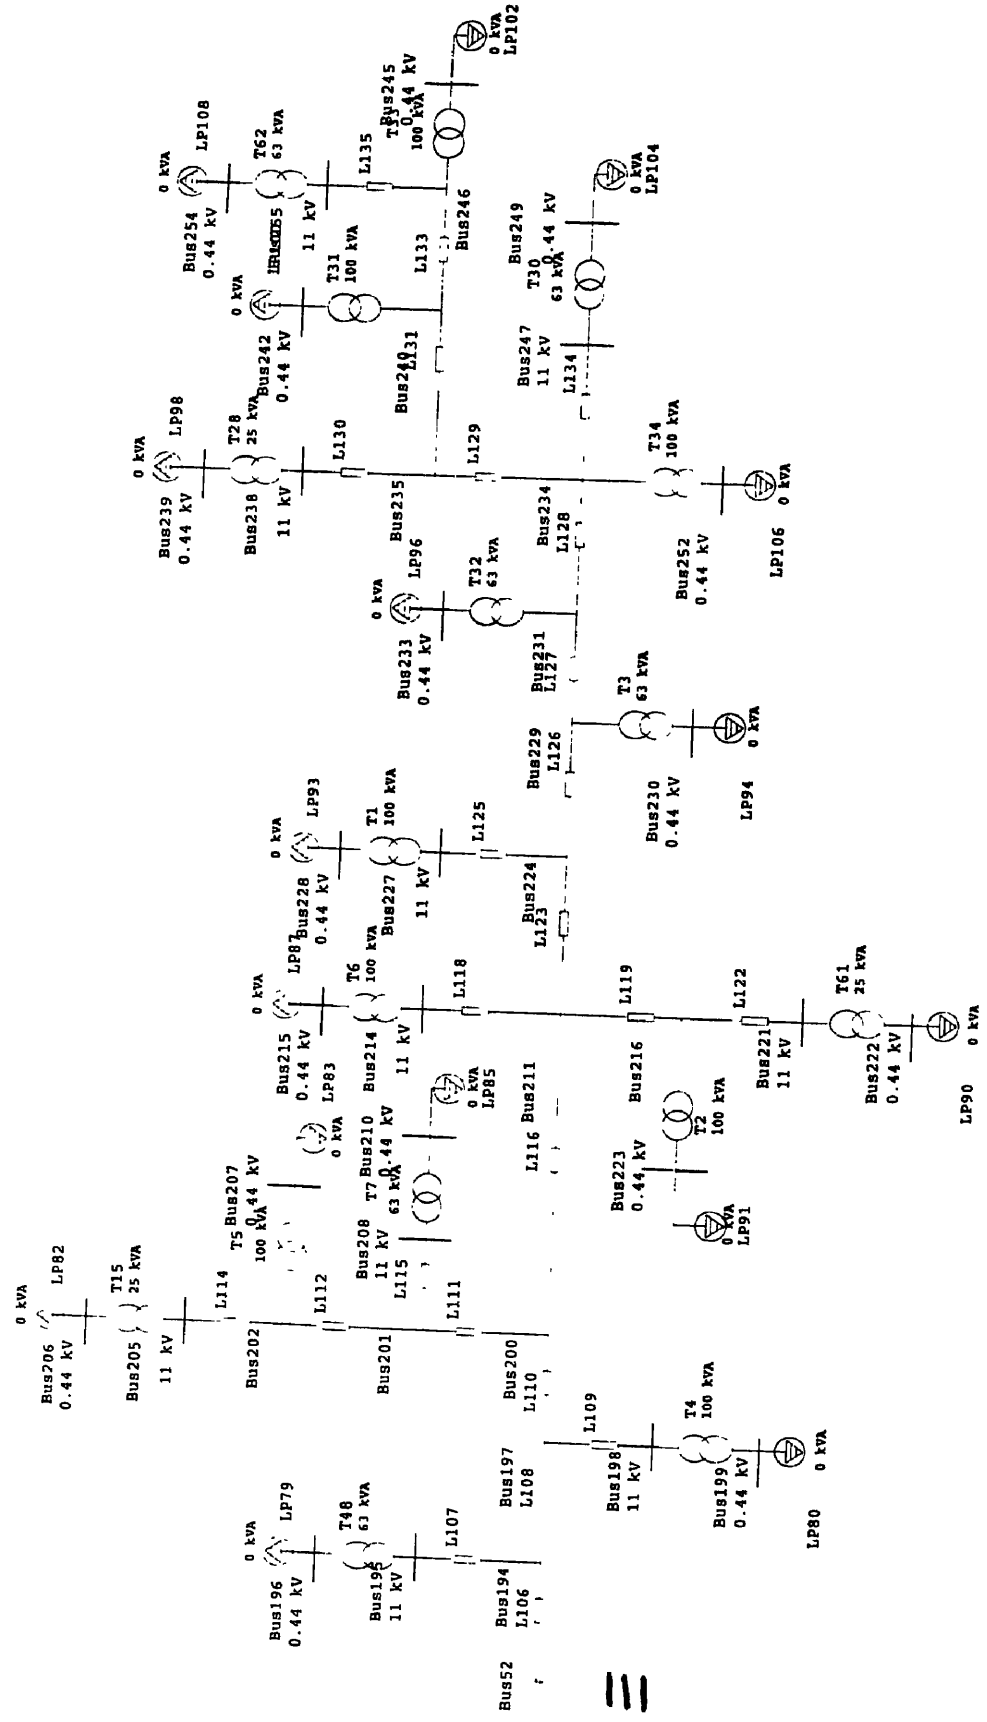 Bus52
Bus194
L106
L107
Bus195
11 kV
T48
63 kVA
Bus196
0.44 kV
0 kVA
LP79
Bus197
L108
L109
Bus198
11 kV
T4
100 kVA
Bus199
0.44 kV
0 kVA
LP80
Bus200
L110
L111
Bus201
L112
Bus202
L114
Bus205
11 kV
T15
25 kVA
Bus206
0.44 kV
0 kVA
LP82
T5
100 kVA
Bus207
0.44 kV
0 kVA
LP83
L115
Bus208
11 kV
T7
63 kVA
Bus210
0.44 kV
0 kVA
LP85
L116
Bus211
L118
Bus214
11 kV
T6
100 kVA
Bus215
0.44 kV
0 kVA
LP87
L119
Bus216
L122
Bus221
11 kV
T61
25 kVA
Bus222
0.44 kV
0 kVA
LP90
T2
100 kVA
Bus223
0.44 kV
0 kVA
LP91
L123
Bus224
L125
Bus227
11 kV
T1
100 kVA
Bus228
0.44 kV
0 kVA
LP93
Bus229
L126
T3
63 kVA
Bus230
0.44 kV
0 kVA
LP94
Bus231
L127
T32
63 kVA
Bus233
0.44 kV
0 kVA
LP96
Bus234
L128
L129
Bus235
L130
Bus238
11 kV
T28
25 kVA
Bus239
0.44 kV
0 kVA
LP98
T34
100 kVA
Bus252
0.44 kV
0 kVA
LP106
Bus240
L131
T31
100 kVA
Bus242
0.44 kV
0 kVA
L133
Bus246
L135
11 kV
T62
63 kVA
Bus254
0.44 kV
0 kVA
LP108
100 kVA
Bus245
0.44 kV
0 kVA
LP102
L134
Bus247
11 kV
T30
63 kVA
Bus249
0.44 kV
0 kVA
LP104